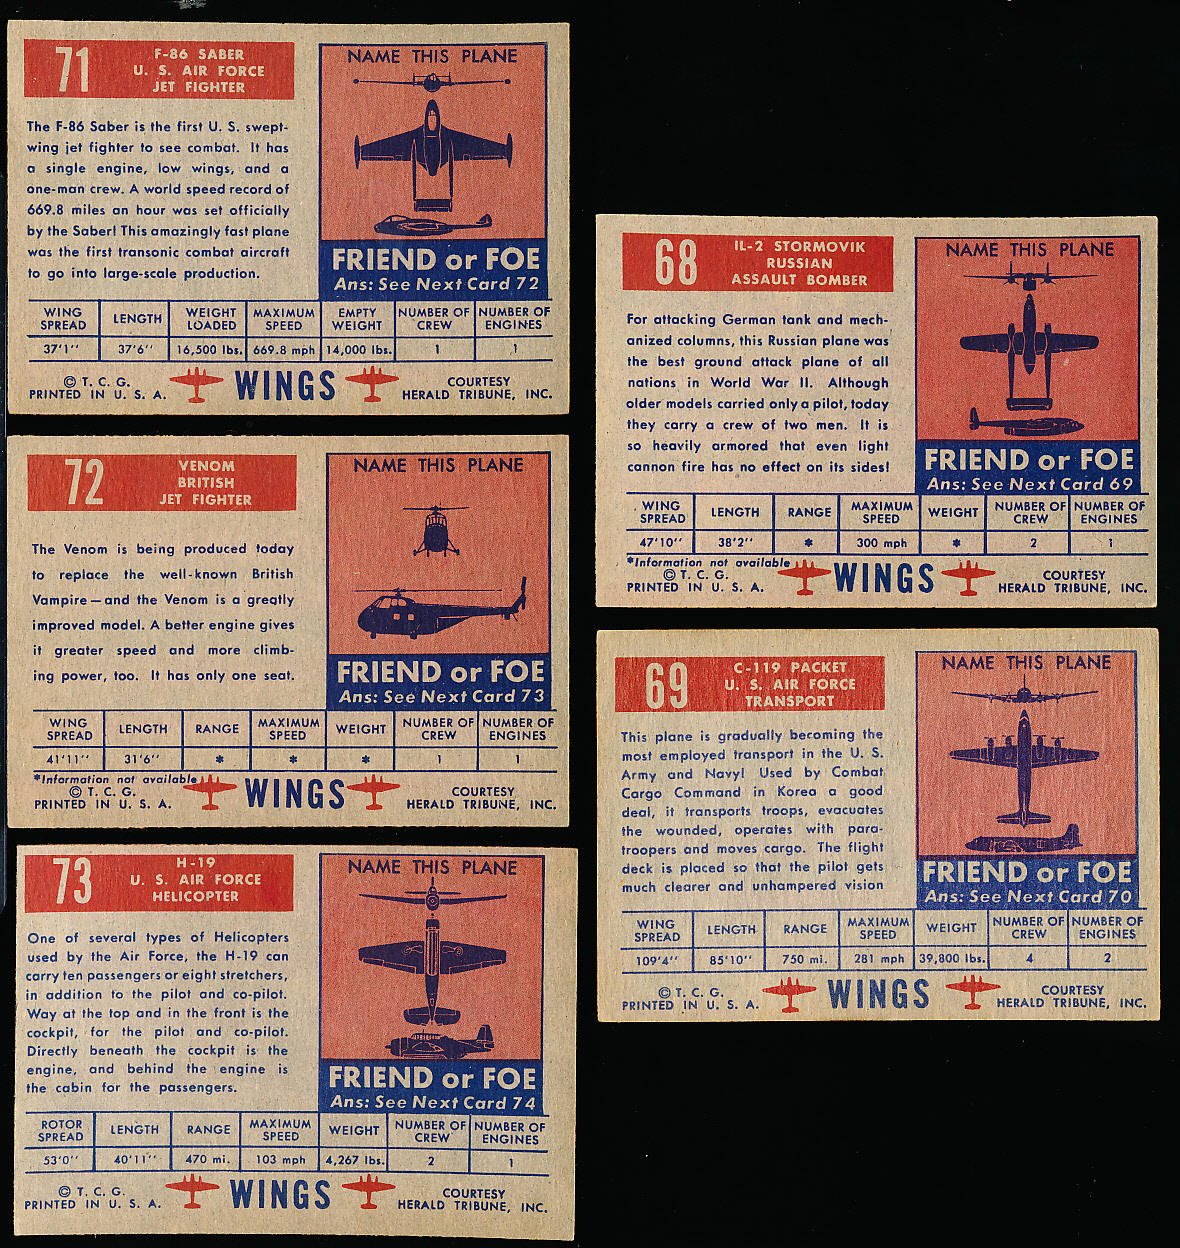 71
F-86 SABER
U. S. AIR FORCE
JET FIGHTER
The F-86 Saber is the first U. S. swept-
wing jet fighter to see combat. It has
a single engine, low wings, and a
one-man crew. A world speed record of
669.8 miles an hour was set officially
by the Saber! This amazingly fast plane
was the first transonic combat aircraft
to go into large-scale production.
NAME THIS PLANE
FRIEND or FOE
Ans: See Next Card 72
WING SPREAD LENGTH WEIGHT LOADED MAXIMUM SPEED EMPTY WEIGHT NUMBER OF CREW NUMBER OF ENGINES
37'1'' 37'6'' 16,500 lbs. 669.8 mph 14,000 lbs. 1 1
© T. C. G.
PRINTED IN U. S. A.
WINGS
COURTESY
HERALD TRIBUNE, INC.
72
VENOM
BRITISH
JET FIGHTER
The Venom is being produced today
to replace the well-known British
Vampire—and the Venom is a greatly
improved model. A better engine gives
it greater speed and more climb-
ing power, too. It has only one seat.
NAME THIS PLANE
FRIEND or FOE
Ans: See Next Card 73
WING SPREAD LENGTH RANGE MAXIMUM SPEED WEIGHT NUMBER OF CREW NUMBER OF ENGINES
41'11'' 31'6'' * * * 1 1
*Information not available
© T. C. G.
PRINTED IN U. S. A.
WINGS
COURTESY
HERALD TRIBUNE, INC.
73
H-19
U. S. AIR FORCE
HELICOPTER
One of several types of Helicopters
used by the Air Force, the H-19 can
carry ten passengers or eight stretchers,
in addition to the pilot and co-pilot.
Way at the top and in the front is the
cockpit, for the pilot and co-pilot.
Directly beneath the cockpit is the
engine, and behind the engine is
the cabin for the passengers.
NAME THIS PLANE
FRIEND or FOE
Ans: See Next Card 74
ROTOR SPREAD LENGTH RANGE MAXIMUM SPEED WEIGHT NUMBER OF CREW NUMBER OF ENGINES
53'0'' 40'11'' 470 mi. 103 mph 4,267 lbs. 2 1
© T. C. G.
PRINTED IN U. S. A.
WINGS
COURTESY
HERALD TRIBUNE, INC.
68
IL-2 STORMOVIK
RUSSIAN
ASSAULT BOMBER
For attacking German tank and mech-
anized columns, this Russian plane was
the best ground attack plane of all
nations in World War II. Although
older models carried only a pilot, today
they carry a crew of two men. It is
so heavily armored that even light
cannon fire has no effect on its sides!
NAME THIS PLANE
FRIEND or FOE
Ans: See Next Card 69
WING SPREAD LENGTH RANGE MAXIMUM SPEED WEIGHT NUMBER OF CREW NUMBER OF ENGINES
47'10'' 38'2'' * 300 mph * 2 1
*Information not available
© T. C. G.
PRINTED IN U. S. A.
WINGS
COURTESY
HERALD TRIBUNE, INC.
69
C-119 PACKET
U. S. AIR FORCE
TRANSPORT
This plane is gradually becoming the
most employed transport in the U. S.
Army and Navy! Used by Combat
Cargo Command in Korea a good
deal, it transports troops, evacuates
the wounded, operates with para-
troopers and moves cargo. The flight
deck is placed so that the pilot gets
much clearer and unhampered vision
NAME THIS PLANE
FRIEND or FOE
Ans: See Next Card 70
WING SPREAD LENGTH RANGE MAXIMUM SPEED WEIGHT NUMBER OF CREW NUMBER OF ENGINES
109'4'' 85'10'' 750 mi. 281 mph 39,800 lbs. 4 2
© T. C. G.
PRINTED IN U. S. A.
WINGS
COURTESY
HERALD TRIBUNE, INC.